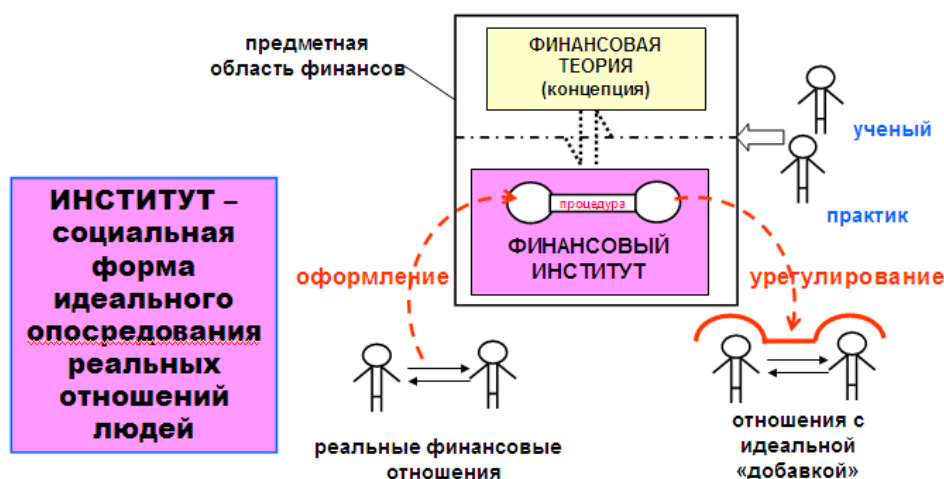 предметная
область финансов
ФИНАНСОВАЯ
ТЕОРИЯ
(концепция)
ученый
практик
процедура
ФИНАНСОВЫЙ
ИНСТИТУТ
ИНСТИТУТ –
социальная
форма
идеального
опосредования
реальных
отношений
людей
оформление
урегулирование
реальные финансовые
отношения
отношения с
идеальной
«добавкой»